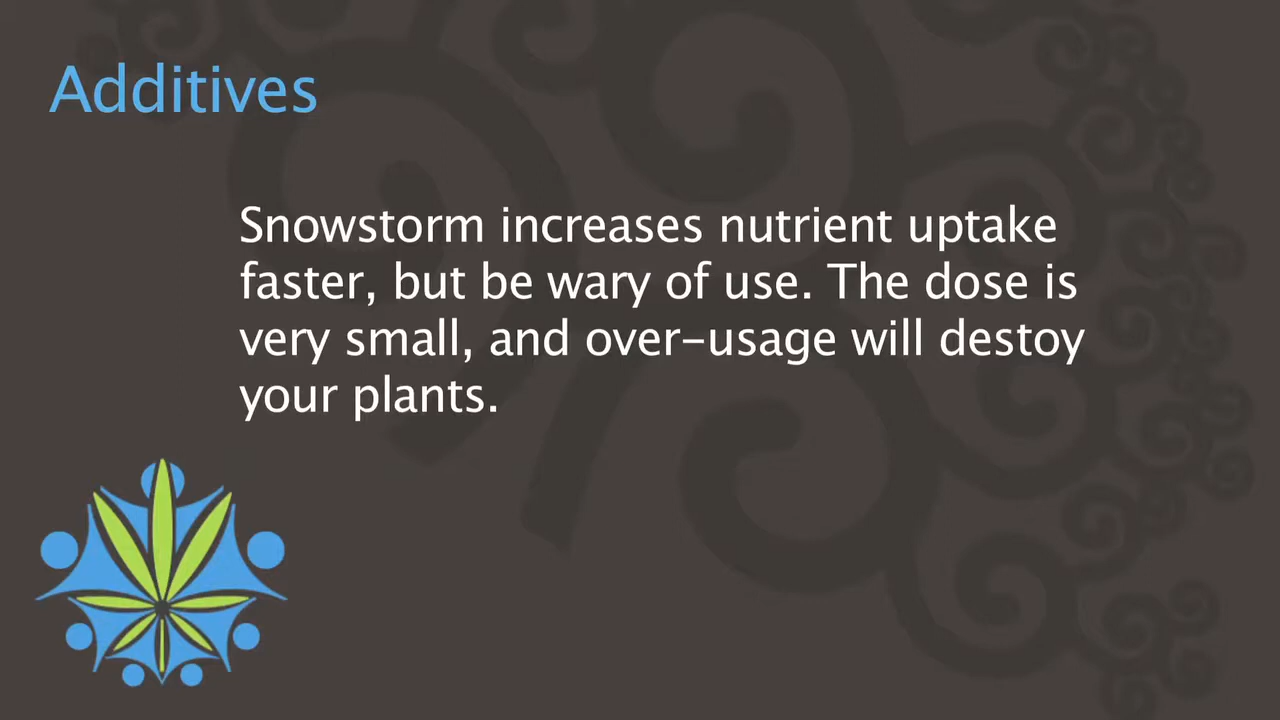 Additives
Snowstorm increases nutrient uptake
faster, but be wary of use. The dose is
very small, and over-usage will destoy
your plants.